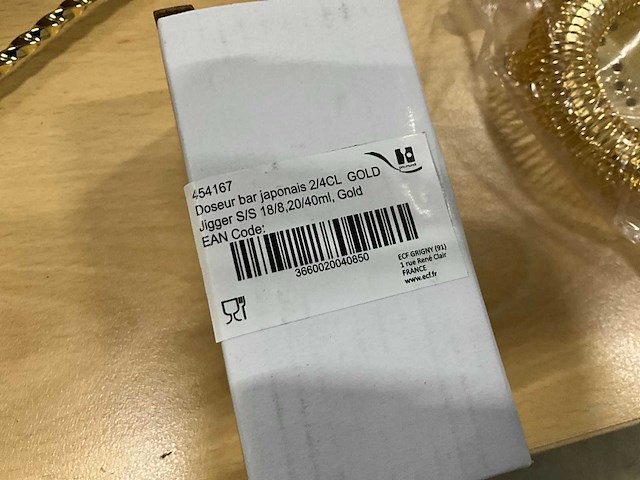 454167
Doseur bar japonais 2/4CL GOLD
Jigger S/S 18/8,20/40ml, Gold
EAN Code:
3660020040850
ECF GRIGNY (91)
1 rue René Clair
FRANCE
www.ecf.fr